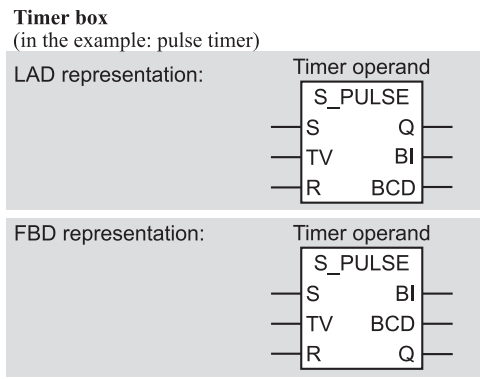 Timer box
(in the example: pulse timer)
LAD representation:
Timer operand
S_PULSE
S Q
TV BI
R BCD
FBD representation:
Timer operand
S_PULSE
S BI
TV BCD
R Q